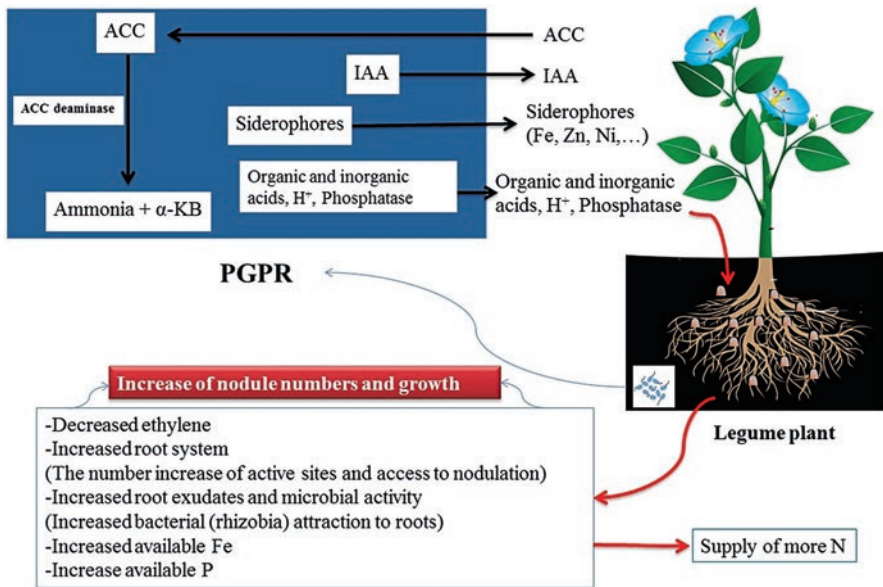 ACC
ACC
IAA
IAA
ACC deaminase
Siderophores
Siderophores
(Fe, Zn, Ni,...)
Organic and inorganic
acids, H⁺, Phosphatase
Organic and inorganic
acids, H⁺, Phosphatase
Ammonia + α-KB
PGPR
Increase of nodule numbers and growth
Legume plant
-Decreased ethylene
-Increased root system
(The number increase of active sites and access to nodulation)
-Increased root exudates and microbial activity
(Increased bacterial (rhizobia) attraction to roots)
-Increased available Fe
-Increase available P
Supply of more N